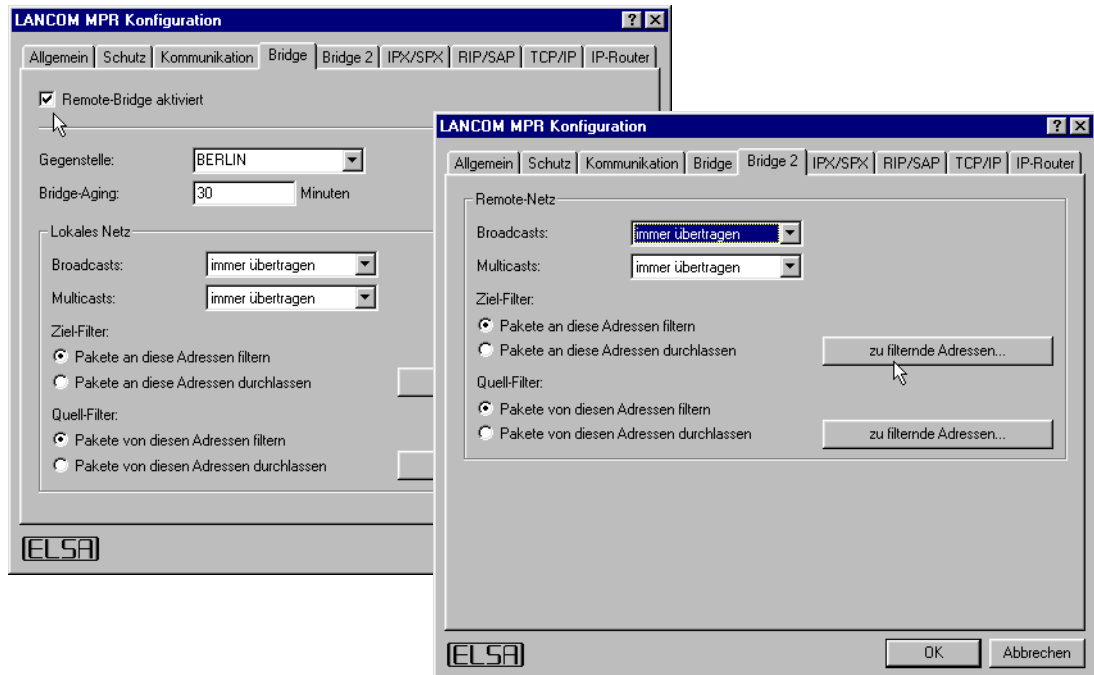 LANCOM MPR Konfiguration
Allgemein Schutz Kommunikation Bridge Bridge 2 IPX/SPX RIP/SAP TCP/IP IP-Router
Remote-Bridge aktiviert
Gegenstelle: BERLIN
Bridge-Aging: 30 Minuten
Lokales Netz
Broadcasts: immer übertragen
Multicasts: immer übertragen
Ziel-Filter:
Pakete an diese Adressen filtern
Pakete an diese Adressen durchlassen
Quell-Filter:
Pakete von diesen Adressen filtern
Pakete von diesen Adressen durchlassen
ELSA
LANCOM MPR Konfiguration
Allgemein Schutz Kommunikation Bridge Bridge 2 IPX/SPX RIP/SAP TCP/IP IP-Router
Remote-Netz
Broadcasts: immer übertragen
Multicasts: immer übertragen
Ziel-Filter:
Pakete an diese Adressen filtern
Pakete an diese Adressen durchlassen zu filternde Adressen...
Quell-Filter:
Pakete von diesen Adressen filtern
Pakete von diesen Adressen durchlassen zu filternde Adressen...
ELSA OK Abbrechen